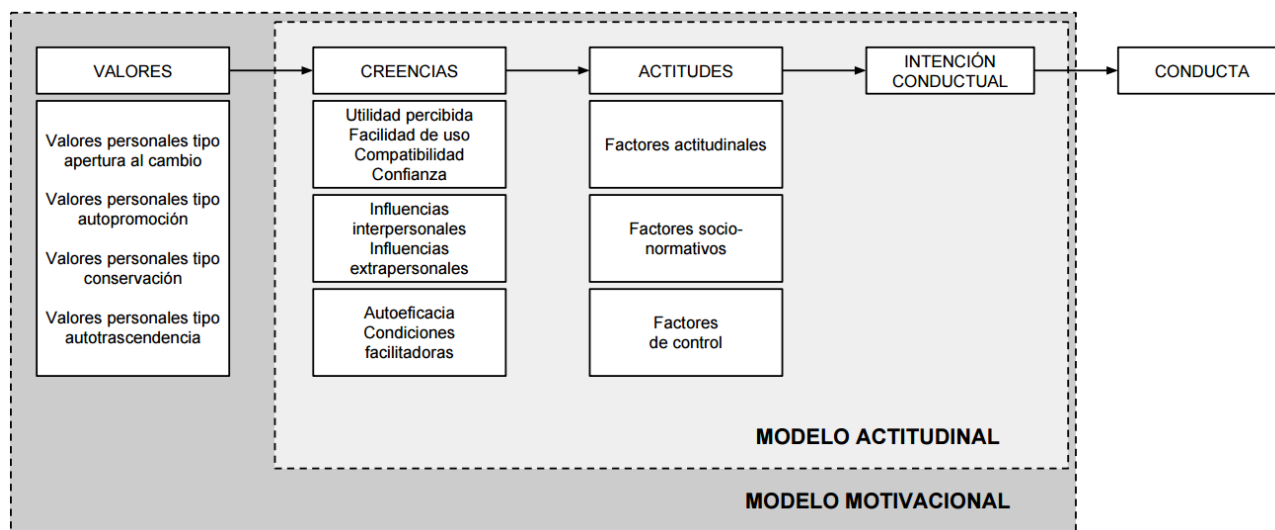 VALORES
CREENCIAS
ACTITUDES
INTENCIÓN
CONDUCTUAL
CONDUCTA
Valores personales tipo
apertura al cambio
Valores personales tipo
autopromoción
Valores personales tipo
conservación
Valores personales tipo
autotrascendencia
Utilidad percibida
Facilidad de uso
Compatibilidad
Confianza
Influencias
interpersonales
Influencias
extrapersonales
Autoeficacia
Condiciones
facilitadoras
Factores actitudinales
Factores socio-
normativos
Factores
de control
MODELO ACTITUDINAL
MODELO MOTIVACIONAL